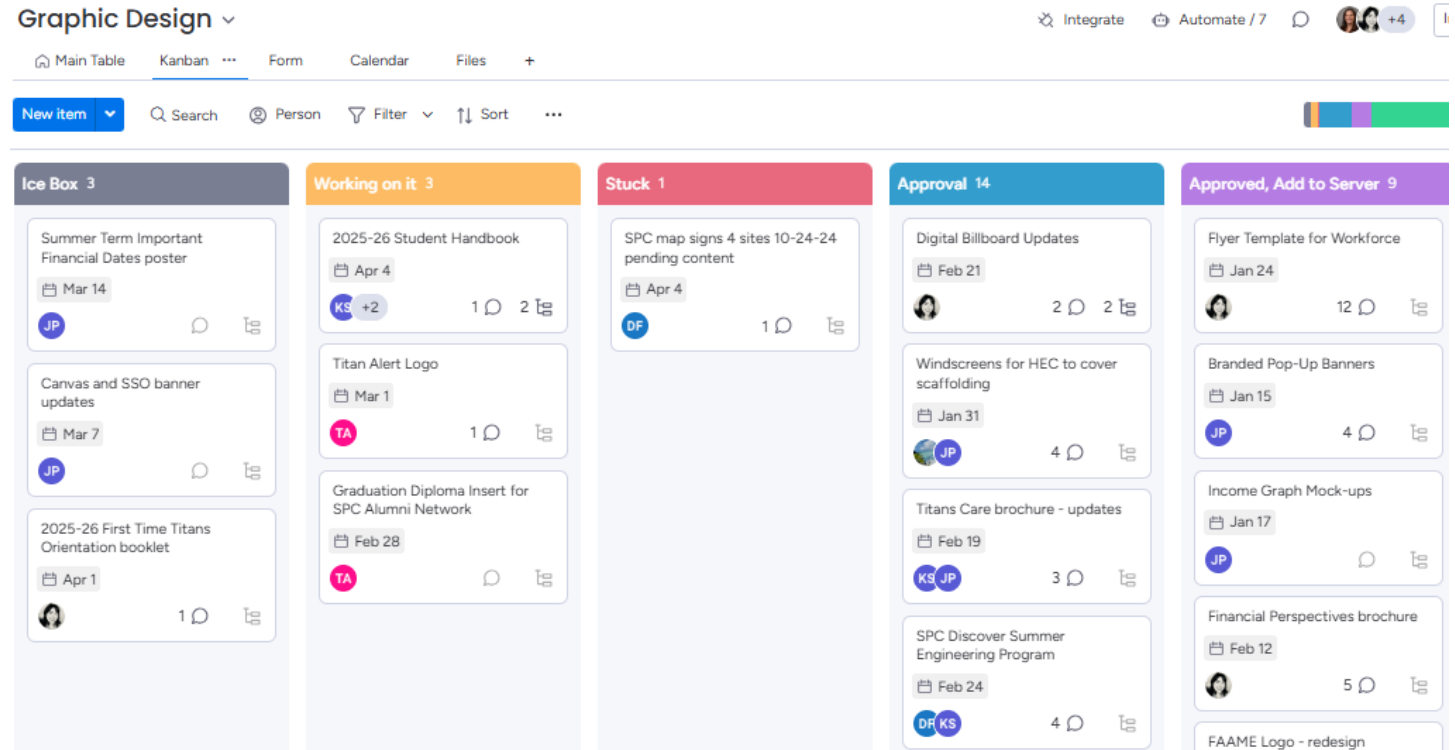 Graphic Design
Integrate
Automate / 7
+4
Main Table
Kanban
Form
Calendar
Files
+
New item
Search
Person
Filter
Sort
Ice Box 3
Summer Term Important
Financial Dates poster
Mar 14
JP
Canvas and SSO banner
updates
Mar 7
JP
2025-26 First Time Titans
Orientation booklet
Apr 1
1
Working on it 3
2025-26 Student Handbook
Apr 4
KS +2 1 2
Titan Alert Logo
Mar 1
TA 1
Graduation Diploma Insert for
SPC Alumni Network
Feb 28
TA
Stuck 1
SPC map signs 4 sites 10-24-24
pending content
Apr 4
DF 1
Approval 14
Digital Billboard Updates
Feb 21
2 2
Windscreens for HEC to cover
scaffolding
Jan 31
JP 4
Titans Care brochure - updates
Feb 19
KS JP 3
SPC Discover Summer
Engineering Program
Feb 24
DF KS 4
Approved, Add to Server 9
Flyer Template for Workforce
Jan 24
12
Branded Pop-Up Banners
Jan 15
JP 4
Income Graph Mock-ups
Jan 17
JP
Financial Perspectives brochure
Feb 12
5
FAAME Logo - redesign